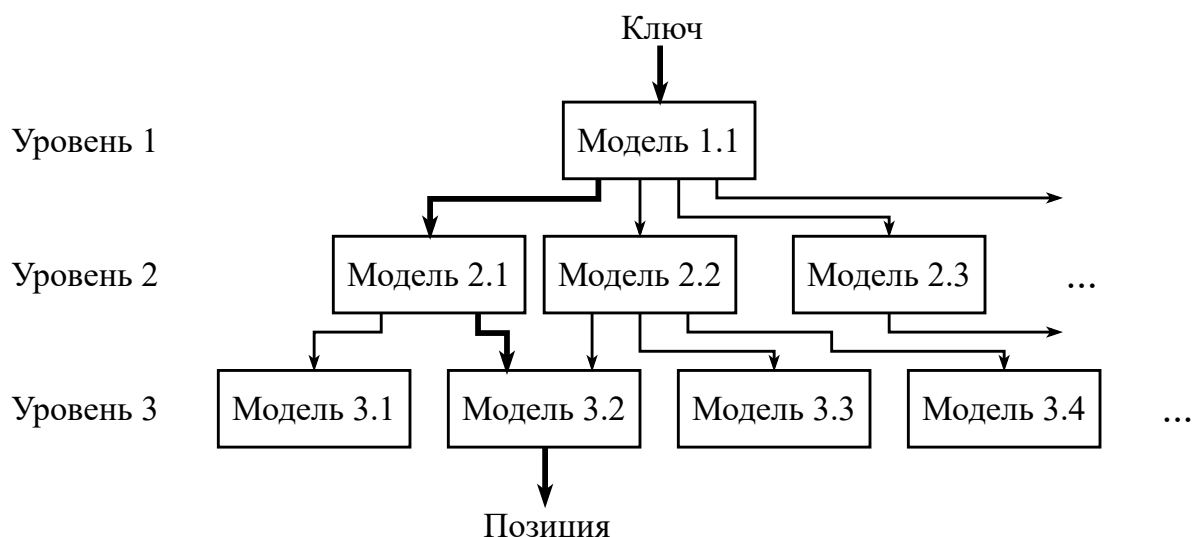 Ключ
Уровень 1
Модель 1.1
Уровень 2
Модель 2.1
Модель 2.2
Модель 2.3
...
Уровень 3
Модель 3.1
Модель 3.2
Модель 3.3
Модель 3.4
...
Позиция